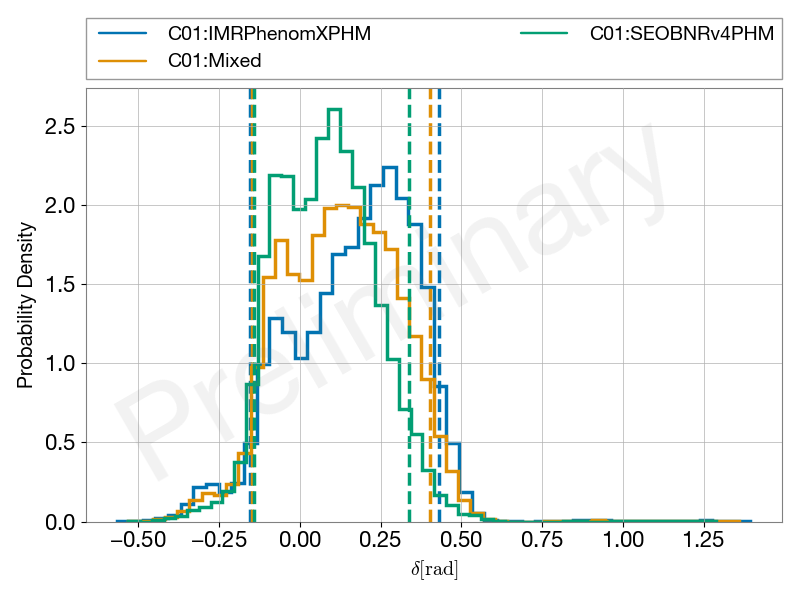 C01:IMRPhenomXPHM
C01:Mixed
C01:SEOBNRv4PHM
Preliminary
Probability Density
2.5
2.0
1.5
1.0
0.5
0.0
−0.50 −0.25 0.00 0.25 0.50 0.75 1.00 1.25
δ[rad]